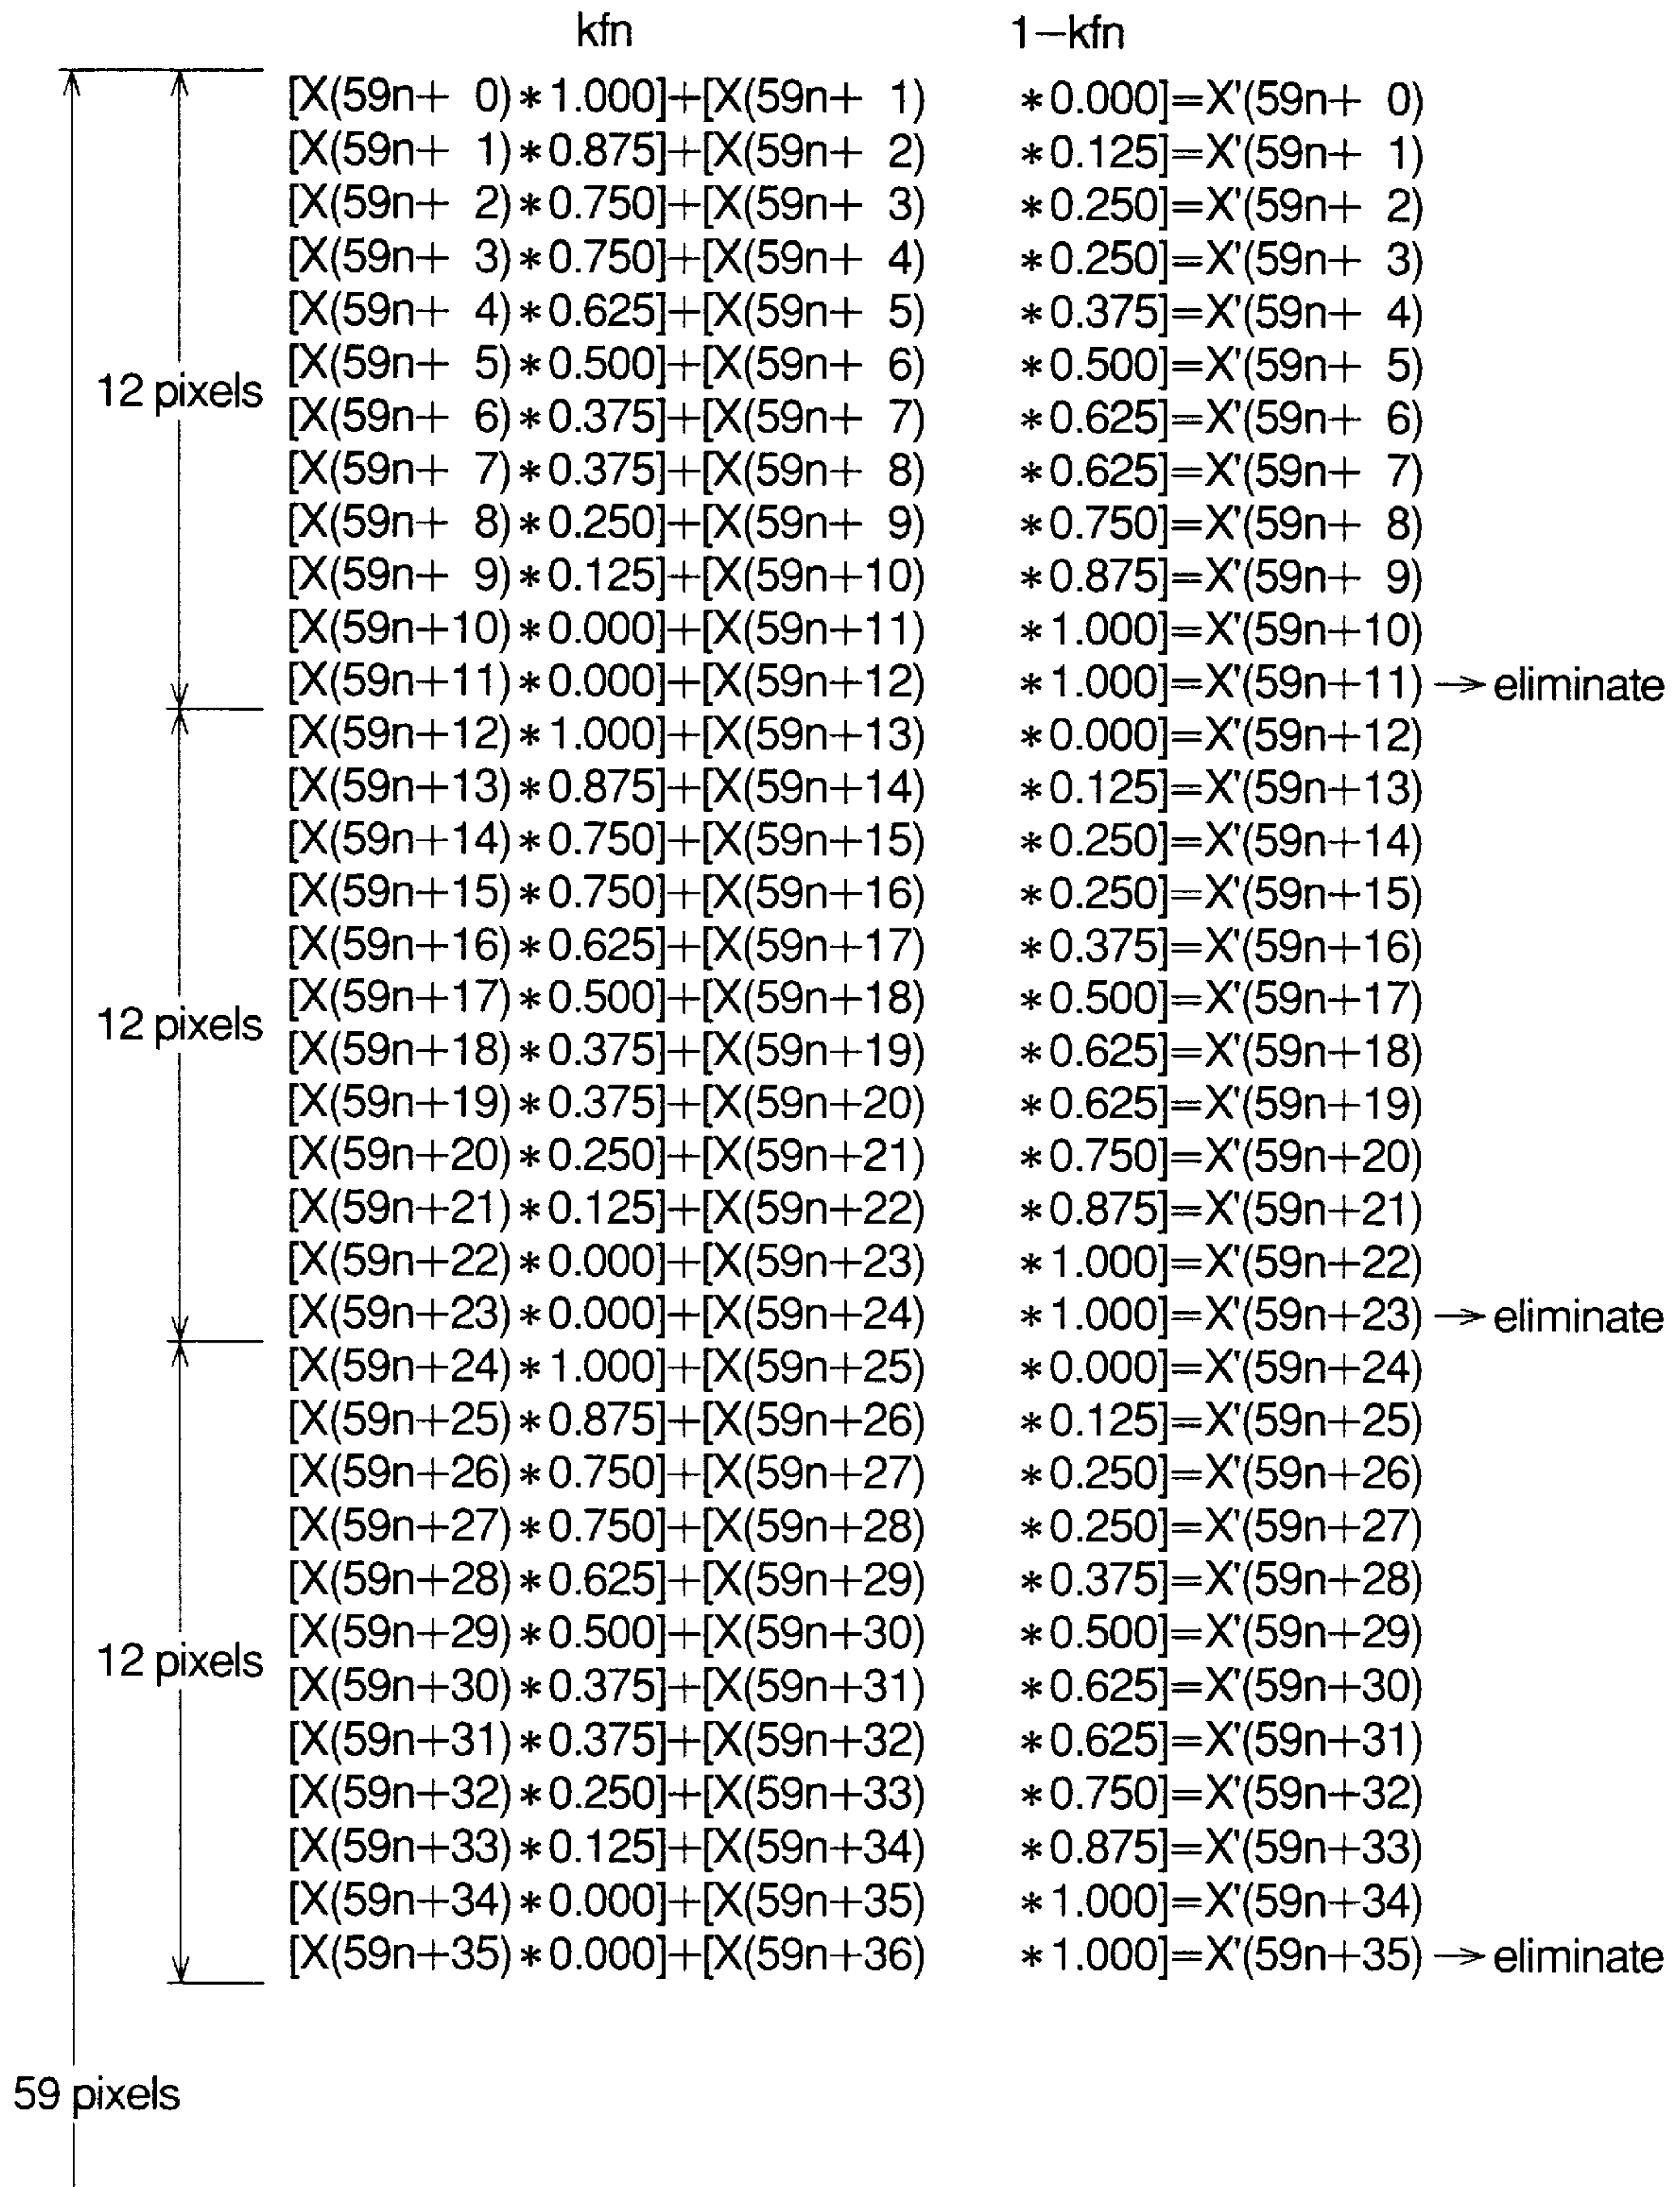 kfn 1−kfn
[X(59n+ 0)*1.000]+[X(59n+ 1) *0.000]=X'(59n+ 0)
[X(59n+ 1)*0.875]+[X(59n+ 2) *0.125]=X'(59n+ 1)
[X(59n+ 2)*0.750]+[X(59n+ 3) *0.250]=X'(59n+ 2)
[X(59n+ 3)*0.750]+[X(59n+ 4) *0.250]=X'(59n+ 3)
[X(59n+ 4)*0.625]+[X(59n+ 5) *0.375]=X'(59n+ 4)
[X(59n+ 5)*0.500]+[X(59n+ 6) *0.500]=X'(59n+ 5)
12 pixels
[X(59n+ 6)*0.375]+[X(59n+ 7) *0.625]=X'(59n+ 6)
[X(59n+ 7)*0.375]+[X(59n+ 8) *0.625]=X'(59n+ 7)
[X(59n+ 8)*0.250]+[X(59n+ 9) *0.750]=X'(59n+ 8)
[X(59n+ 9)*0.125]+[X(59n+10) *0.875]=X'(59n+ 9)
[X(59n+10)*0.000]+[X(59n+11) *1.000]=X'(59n+10)
[X(59n+11)*0.000]+[X(59n+12) *1.000]=X'(59n+11) → eliminate
[X(59n+12)*1.000]+[X(59n+13) *0.000]=X'(59n+12)
[X(59n+13)*0.875]+[X(59n+14) *0.125]=X'(59n+13)
[X(59n+14)*0.750]+[X(59n+15) *0.250]=X'(59n+14)
[X(59n+15)*0.750]+[X(59n+16) *0.250]=X'(59n+15)
[X(59n+16)*0.625]+[X(59n+17) *0.375]=X'(59n+16)
[X(59n+17)*0.500]+[X(59n+18) *0.500]=X'(59n+17)
12 pixels
[X(59n+18)*0.375]+[X(59n+19) *0.625]=X'(59n+18)
[X(59n+19)*0.375]+[X(59n+20) *0.625]=X'(59n+19)
[X(59n+20)*0.250]+[X(59n+21) *0.750]=X'(59n+20)
[X(59n+21)*0.125]+[X(59n+22) *0.875]=X'(59n+21)
[X(59n+22)*0.000]+[X(59n+23) *1.000]=X'(59n+22)
[X(59n+23)*0.000]+[X(59n+24) *1.000]=X'(59n+23) → eliminate
[X(59n+24)*1.000]+[X(59n+25) *0.000]=X'(59n+24)
[X(59n+25)*0.875]+[X(59n+26) *0.125]=X'(59n+25)
[X(59n+26)*0.750]+[X(59n+27) *0.250]=X'(59n+26)
[X(59n+27)*0.750]+[X(59n+28) *0.250]=X'(59n+27)
[X(59n+28)*0.625]+[X(59n+29) *0.375]=X'(59n+28)
[X(59n+29)*0.500]+[X(59n+30) *0.500]=X'(59n+29)
12 pixels
[X(59n+30)*0.375]+[X(59n+31) *0.625]=X'(59n+30)
[X(59n+31)*0.375]+[X(59n+32) *0.625]=X'(59n+31)
[X(59n+32)*0.250]+[X(59n+33) *0.750]=X'(59n+32)
[X(59n+33)*0.125]+[X(59n+34) *0.875]=X'(59n+33)
[X(59n+34)*0.000]+[X(59n+35) *1.000]=X'(59n+34)
[X(59n+35)*0.000]+[X(59n+36) *1.000]=X'(59n+35) → eliminate
59 pixels